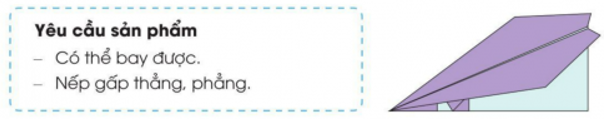 Yêu cầu sản phẩm
– Có thể bay được.
– Nếp gấp thẳng, phẳng.